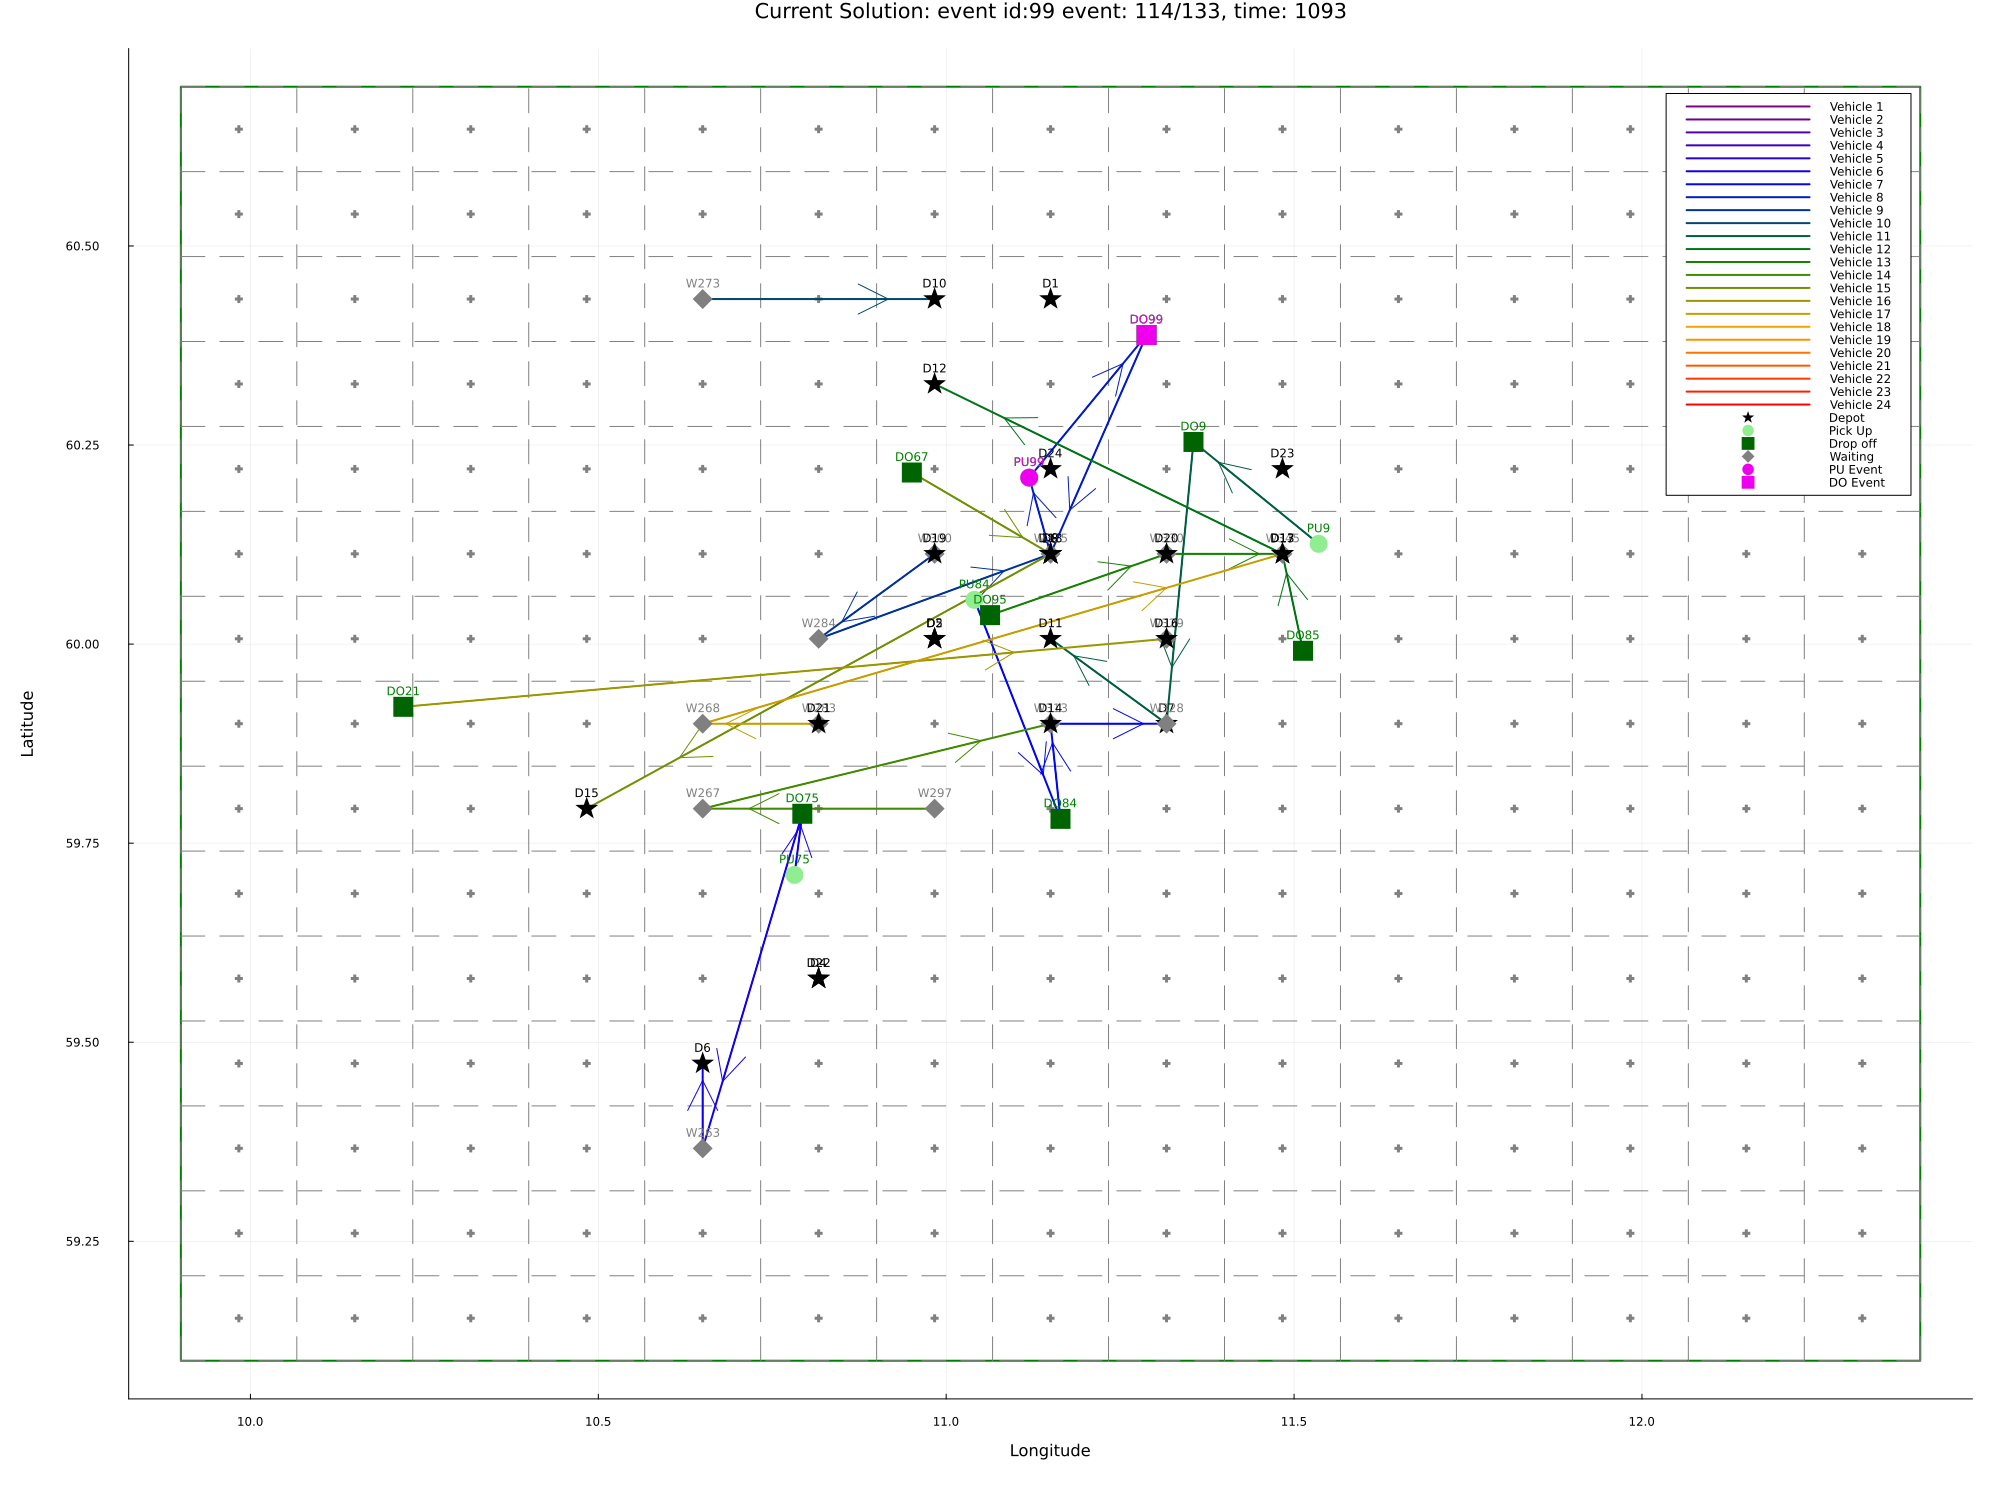 Current Solution: event id:99 event: 114/133, time: 1093
Vehicle 1
Vehicle 2
Vehicle 3
Vehicle 4
Vehicle 5
Vehicle 6
Vehicle 7
Vehicle 8
Vehicle 9
Vehicle 10
Vehicle 11
Vehicle 12
Vehicle 13
Vehicle 14
Vehicle 15
Vehicle 16
Vehicle 17
Vehicle 18
Vehicle 19
Vehicle 20
Vehicle 21
Vehicle 22
Vehicle 23
Vehicle 24
Depot
Pick Up
Drop off
Waiting
PU Event
DO Event
60.50
60.25
60.00
59.75
59.50
59.25
Latitude
W273
D10
D1
DO99
D12
DO9
DO67
PU99
D24
D23
PU9
D19
D20
PU84
DO95
W284
D11
D16
DO85
DO21
W268
D21
D14
D15
W267
DO75
W297
DO84
PU75
D22
D6
W263
10.0
10.5
11.0
11.5
12.0
Longitude